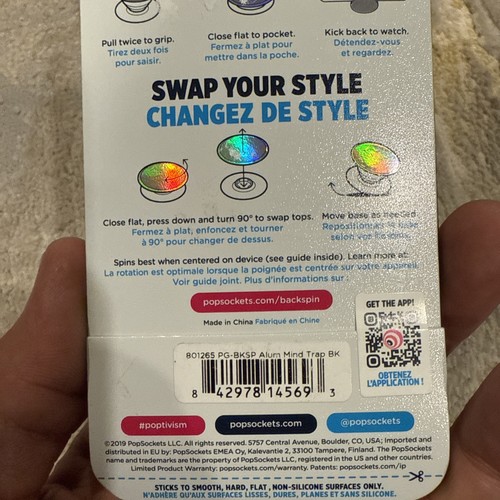 Pull twice to grip.
Tirez deux fois
pour saisir.
Close flat to pocket.
Fermez à plat pour
mettre dans la poche.
Kick back to watch.
Détendez-vous
et regardez.
SWAP YOUR STYLE
CHANGEZ DE STYLE
Close flat, press down and turn 90° to swap tops.
Fermez à plat, enfoncez et tourner
à 90° pour changer de dessus.
Move base as needed.
Repositionner la base
selon vos besoins.
Spins best when centered on device (see guide inside). Learn more at:
La rotation est optimale lorsque la poignée est centrée sur votre appareil.
Voir guide joint. Plus d'informations sur :
popsockets.com/backspin
Made in China Fabriqué en Chine
GET THE APP!
OBTENEZ
L'APPLICATION !
801265 PG-BKSP Alum Mind Trap BK
8 42978 14569 3
#poptivism
popsockets.com
@popsockets
©2019 PopSockets LLC. All rights reserved. 5757 Central Avenue, Boulder, CO, USA; Imported and
distributed in EU by: PopSockets EMEA Oy, Kalevantie 2, 33100 Tampere, Finland. The PopSockets
name and trademarks are the property of PopSockets LLC, registered in the US and other countries.
Limited Product Warranty: popsockets.com/warranty. Patents: popsockets.com/ip
STICKS TO SMOOTH, HARD, FLAT, NON-SILICONE SURFACES ONLY.
N'ADHÈRE QU'AUX SURFACES LISSES, DURES, PLANES ET SANS SILICONE.